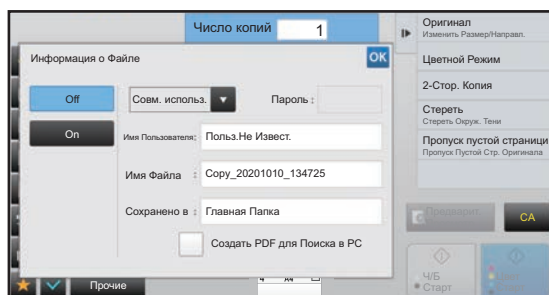 Число копий 1
Информация о Файле
OK
Off
On
Совм. использ.
Пароль :
Имя Пользователя:
Польз.Не Извест.
Имя Файла :
Copy_20201010_134725
Сохранено в :
Главная Папка
Создать PDF для Поиска в PC
Прочие
A4
Оригинал
Изменить Размер/Направл.
Цветной Режим
2-Стор. Копия
Стереть
Стереть Окруж. Тени
Пропуск пустой страници
Пропуск Пустой Стр. Оригинала
Предварит.
CA
Ч/Б
Старт